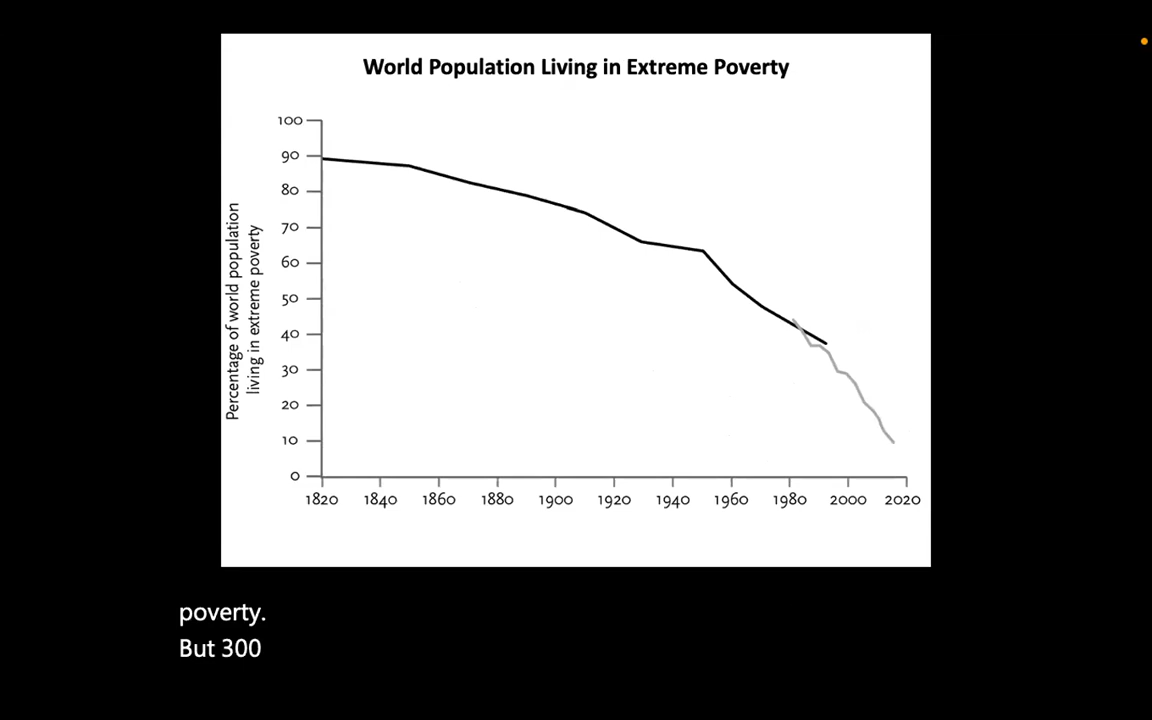 World Population Living in Extreme Poverty
Percentage of world population
living in extreme poverty
100
90
80
70
60
50
40
30
20
10
0
1820 1840 1860 1880 1900 1920 1940 1960 1980 2000 2020
poverty.
But 300